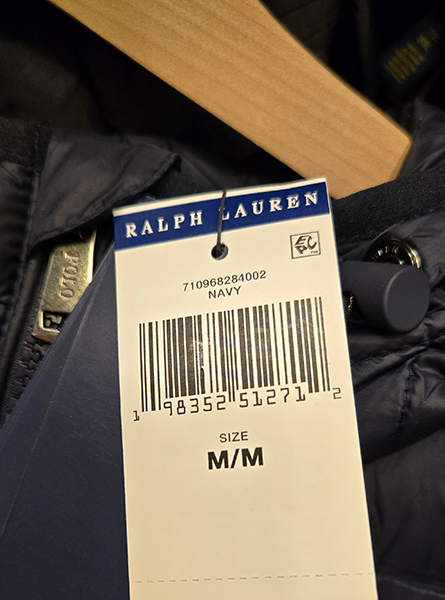 RALPH LAUREN
710968284002
NAVY
1 98352 51271 2
SIZE
M/M
POLO